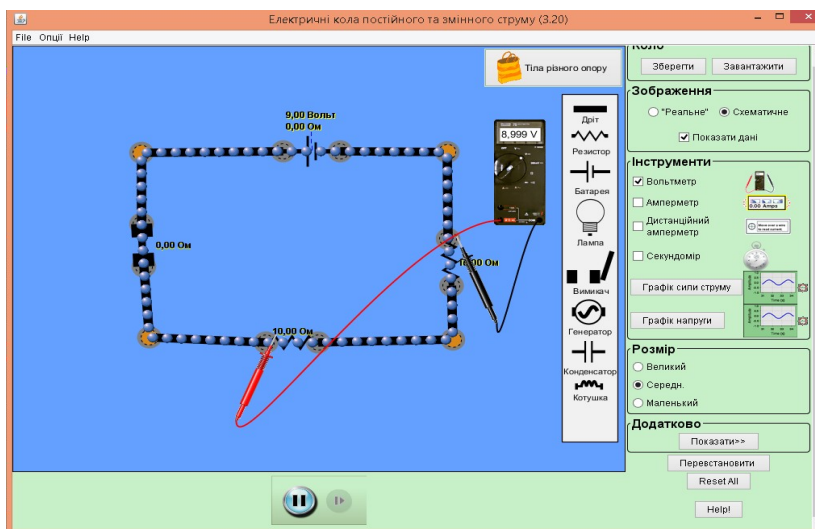 Електричні кола постійного та змінного струму (3.20)
File Опції Help
Тіла різного опору
9,00 Вольт
0,00 Ом
0,00 Ом
10,00 Ом
8,999 V
Дріт
Резистор
Батарея
Лампа
Вимикач
Генератор
Конденсатор
Котушка
Коло
Зберегти Завантажити
Зображення
"Реальне" Схематичне
Показати дані
Інструменти
Вольтметр
Амперметр
Дистанційний
амперметр
Секундомір
Графік сили струму
Графік напруги
Розмір
Великий
Середн.
Маленький
Додатково
Показати>>
Перевстановити
Reset All
Help!